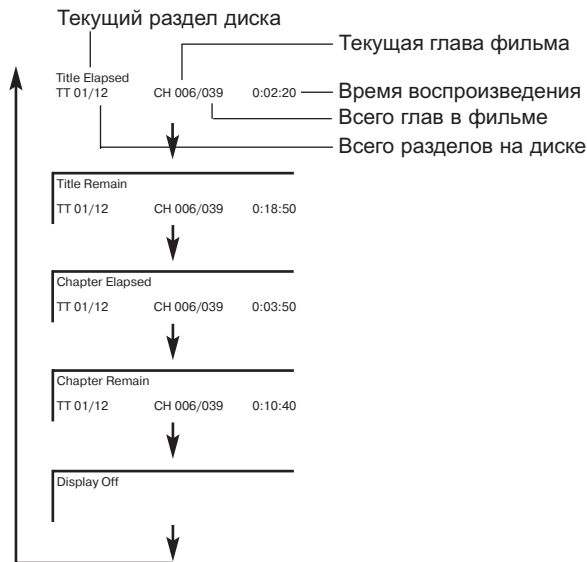 Текущий раздел диска
Текущая глава фильма
Title Elapsed
TT 01/12 CH 006/039 0:02:20
Время воспроизведения
Всего глав в фильме
Всего разделов на диске
Title Remain
TT 01/12 CH 006/039 0:18:50
Chapter Elapsed
TT 01/12 CH 006/039 0:03:50
Chapter Remain
TT 01/12 CH 006/039 0:10:40
Display Off